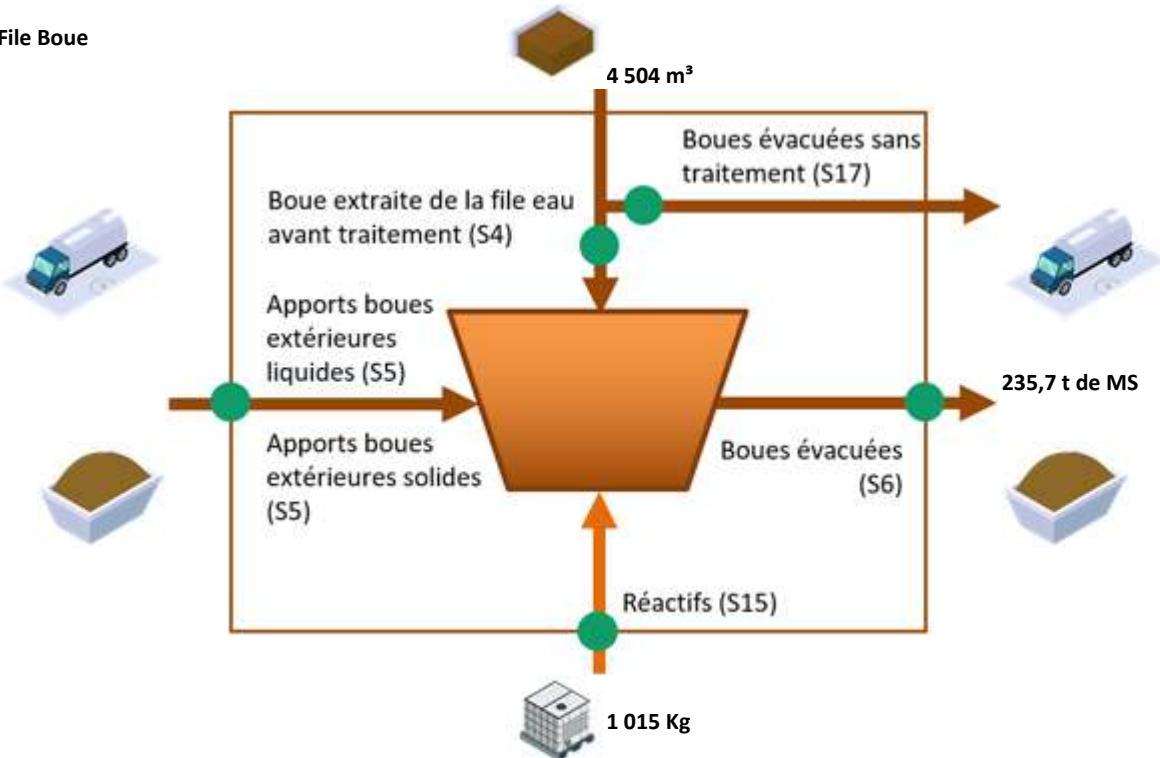 File Boue
4 504 m³
Boues évacuées sans
traitement (S17)
Boue extraite de la file eau
avant traitement (S4)
Apports boues
extérieures
liquides (S5)
235,7 t de MS
Apports boues
extérieures solides
(S5)
Boues évacuées
(S6)
Réactifs (S15)
1 015 Kg